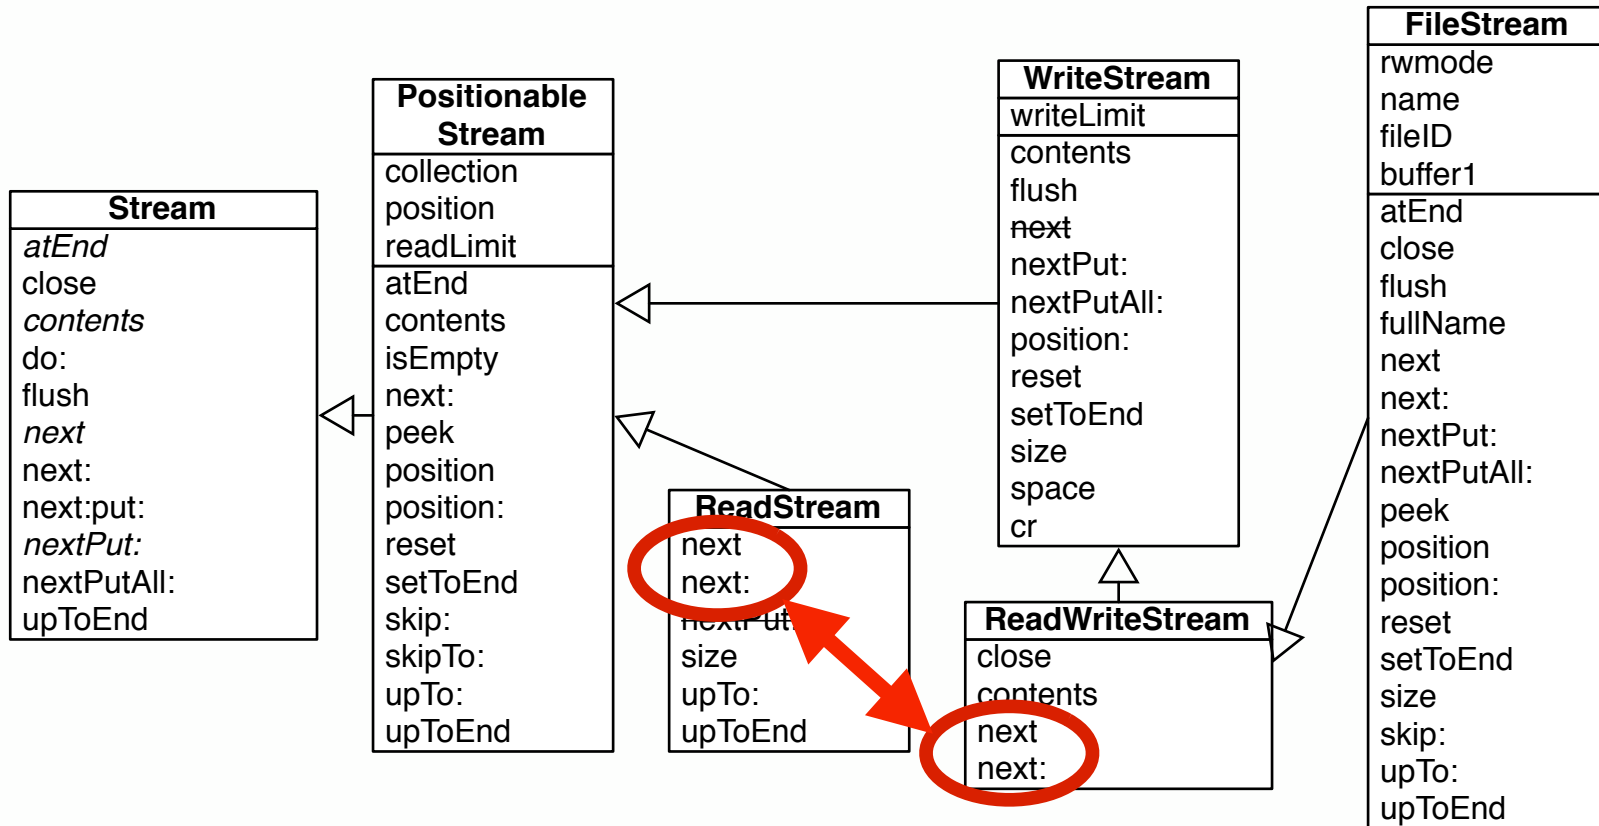 Stream
atEnd
close
contents
do:
flush
next
next:
next:put:
nextPut:
nextPutAll:
upToEnd
Positionable
Stream
collection
position
readLimit
atEnd
contents
isEmpty
next:
peek
position
position:
reset
setToEnd
skip:
skipTo:
upTo:
upToEnd
ReadStream
next
next:
nextPut:
size
upTo:
upToEnd
WriteStream
writeLimit
contents
flush
next
nextPut:
nextPutAll:
position:
reset
setToEnd
size
space
cr
ReadWriteStream
close
contents
next
next:
FileStream
rwmode
name
fileID
buffer1
atEnd
close
flush
fullName
next
next:
nextPut:
nextPutAll:
peek
position
position:
reset
setToEnd
size
skip:
upTo:
upToEnd